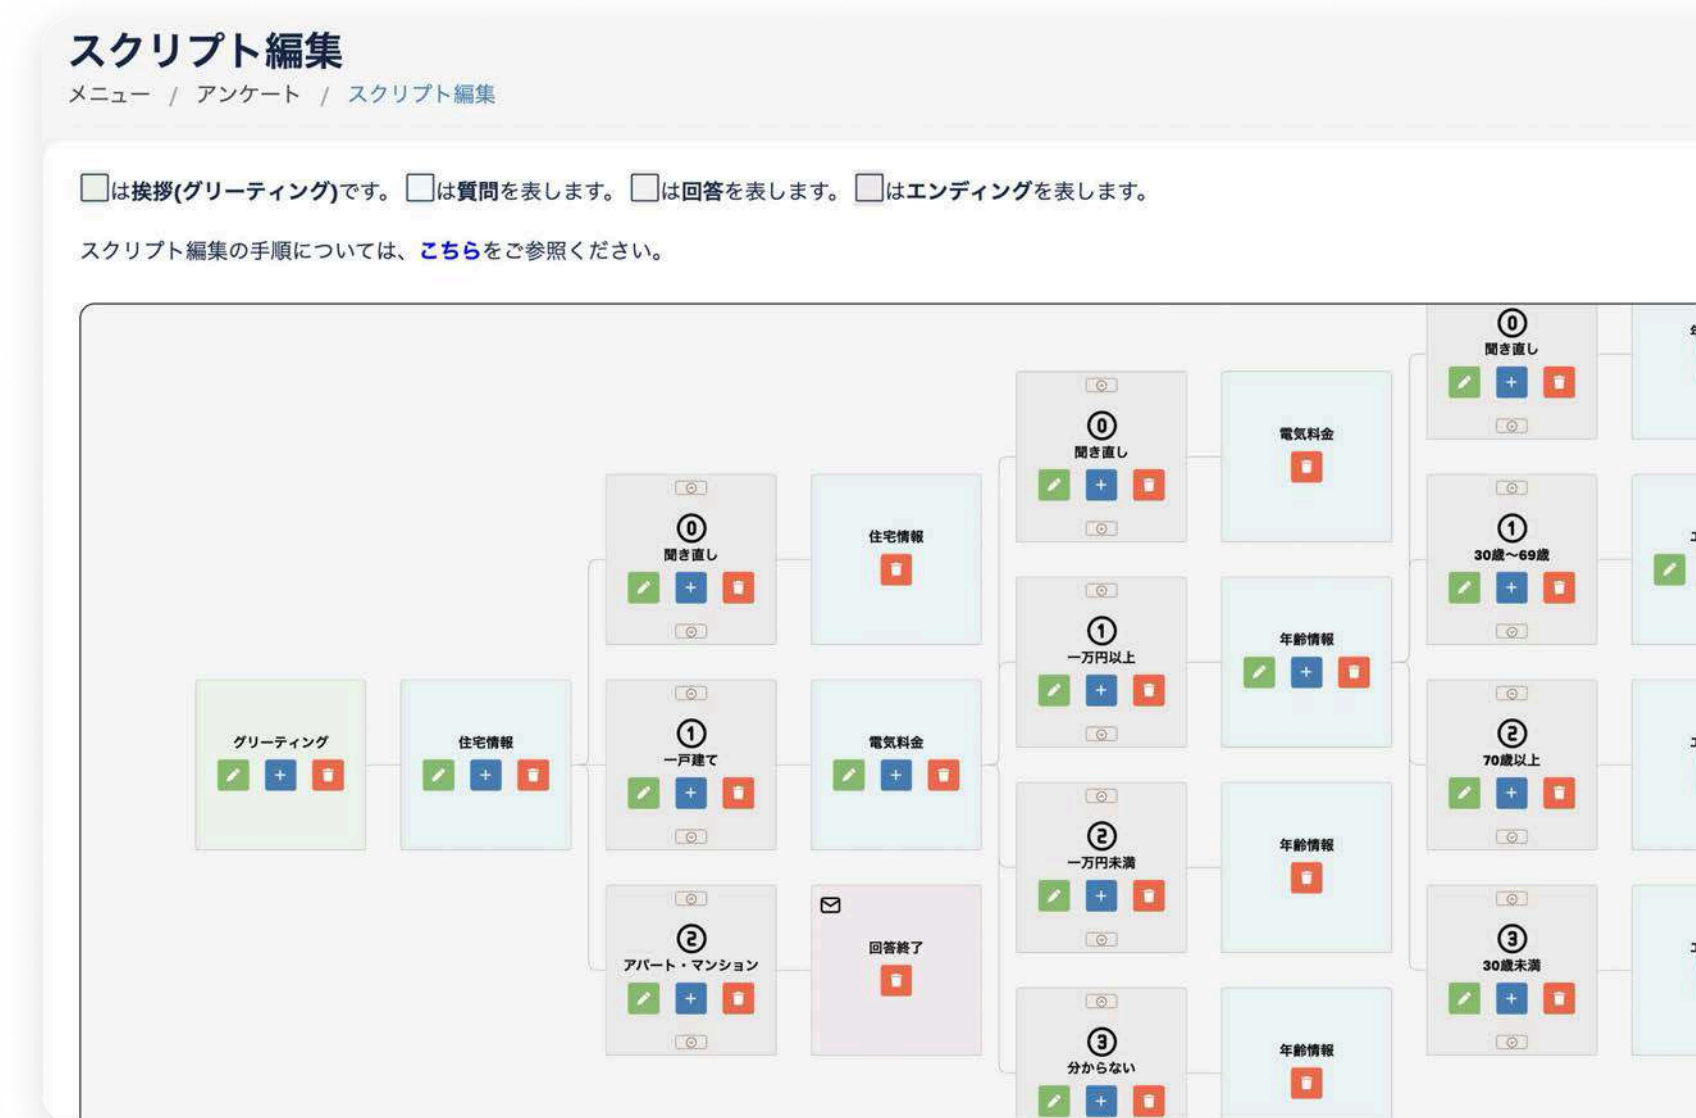 スクリプト編集
メニュー / アンケート / スクリプト編集
は挨拶(グリーティング)です。 は質問を表します。 は回答を表します。 はエンディングを表します。
スクリプト編集の手順については、こちらをご参照ください。
グリーティング
住宅情報
0
聞き直し
1
一戸建て
2
アパート・マンション
住宅情報
電気料金
回答終了
0
聞き直し
1
一万円以上
2
一万円未満
3
分からない
電気料金
年齢情報
年齢情報
年齢情報
0
聞き直し
1
30歳〜69歳
2
70歳以上
3
30歳未満